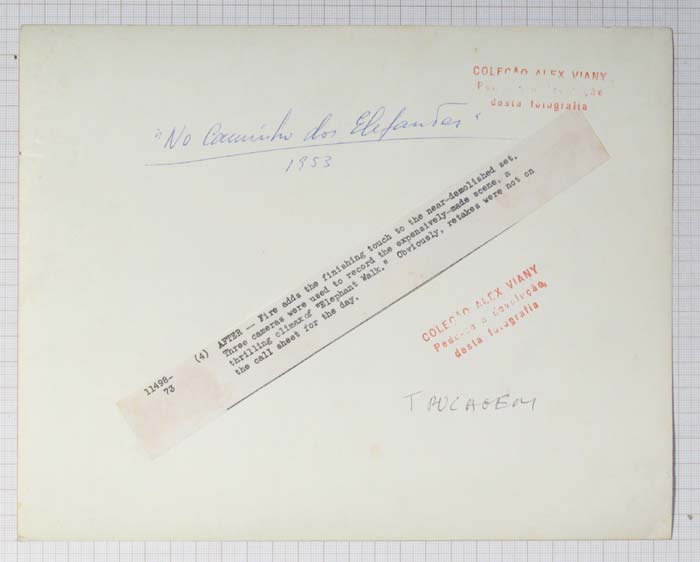 COLEÇÃO ALEX VIANY
desta fotografia
"No Caminho dos Elefantes"
1953
11498-
73
(4) AFTER -- Fire adds the finishing touch to the near-demolished set.
Three cameras were used to record the expensively-made scene, a
thrilling climax of "Elephant Walk." Obviously, retakes were not on
the call sheet for the day.
COLEÇÃO ALEX VIANY
Pede-se a devolução,
desta fotografia
TRUCAGEM